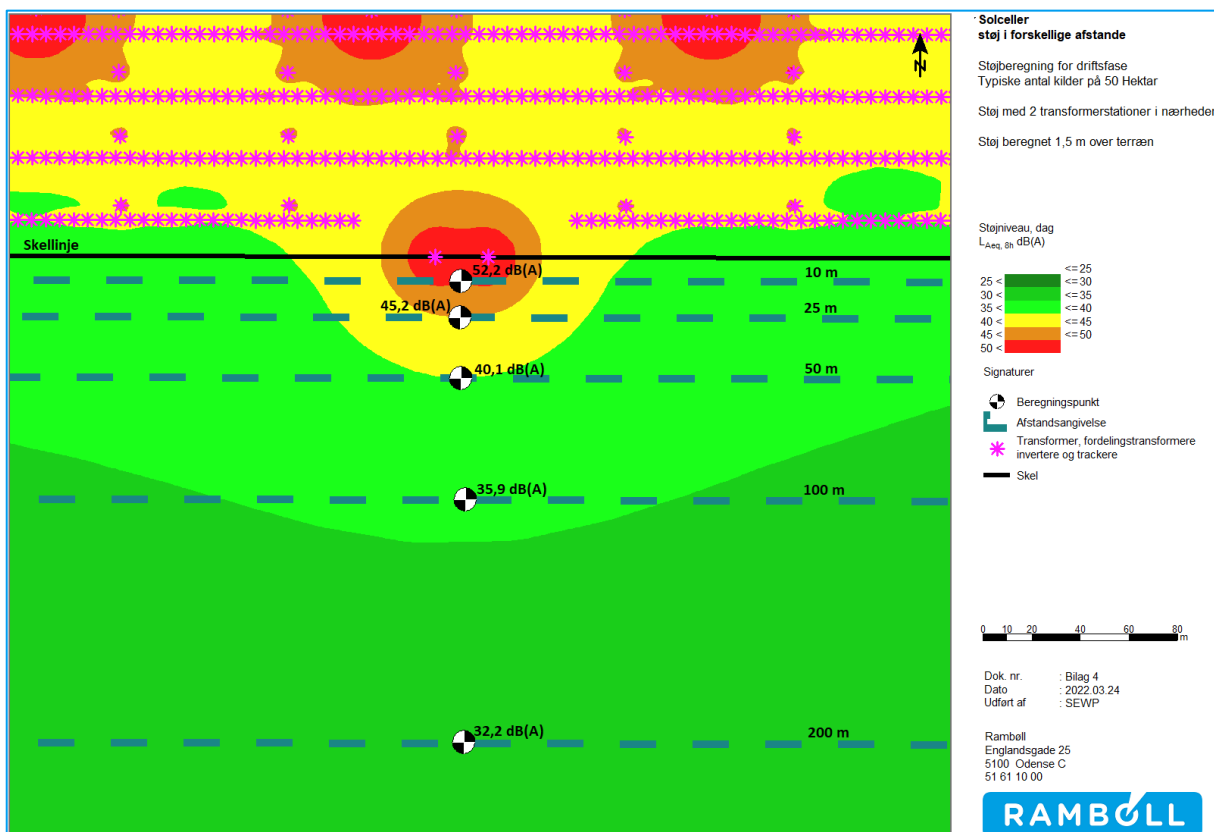 Solceller
støj i forskellige afstande
Støjberegning for driftsfase
Typiske antal kilder på 50 Hektar
Støj med 2 transformerstationer i nærheden
Støj beregnet 1,5 m over terræn
N
Skellinje
52,2 dB(A)
10 m
45,2 dB(A)
25 m
40,1 dB(A)
50 m
35,9 dB(A)
100 m
32,2 dB(A)
200 m
Støjniveau, dag
LAeq, 8h dB(A)
<=25
25 < <=30
30 < <=35
35 < <=40
40 < <=45
45 < <=50
50 <
Signaturer
Beregningspunkt
Afstandsangivelse
Transformer, fordelingstransformere
invertere og trackere
Skel
0 10 20 40 60 80
m
Dok. nr. : Bilag 4
Dato : 2022.03.24
Udført af : SEWP
Rambøll
Englandsgade 25
5100 Odense C
51 61 10 00
RAMBOLL